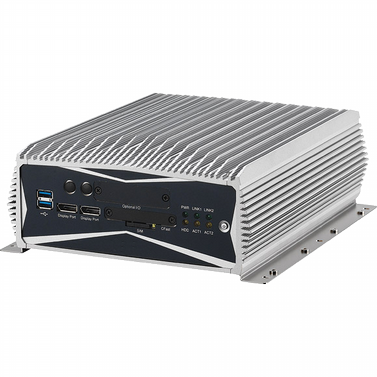 Optional I/O
PWR LINK1 LINK2
Display Port Display Port
SIM CFast
HDD ACT1 ACT2